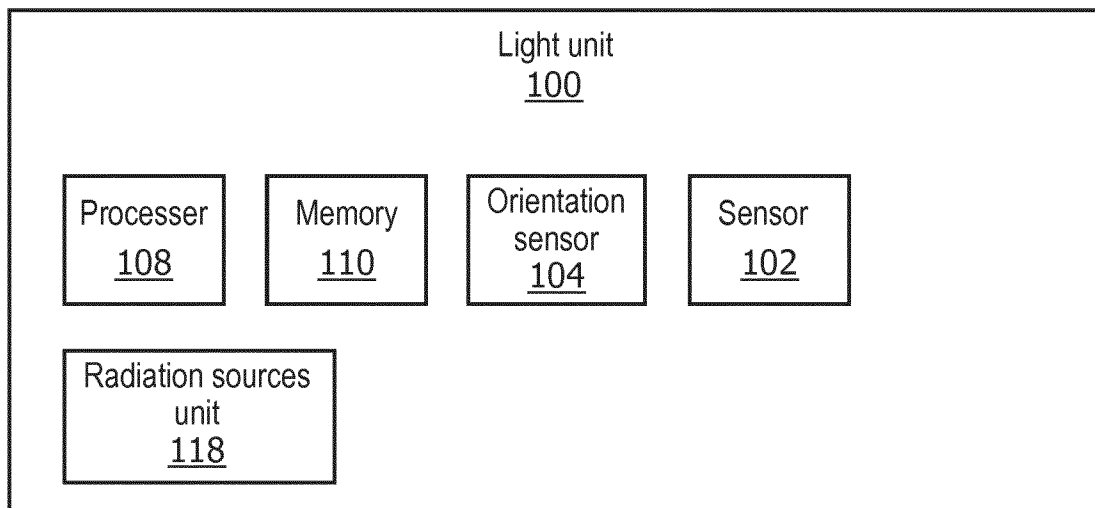 Light unit
100
Processer
108
Memory
110
Orientation
sensor
104
Sensor
102
Radiation sources
unit
118